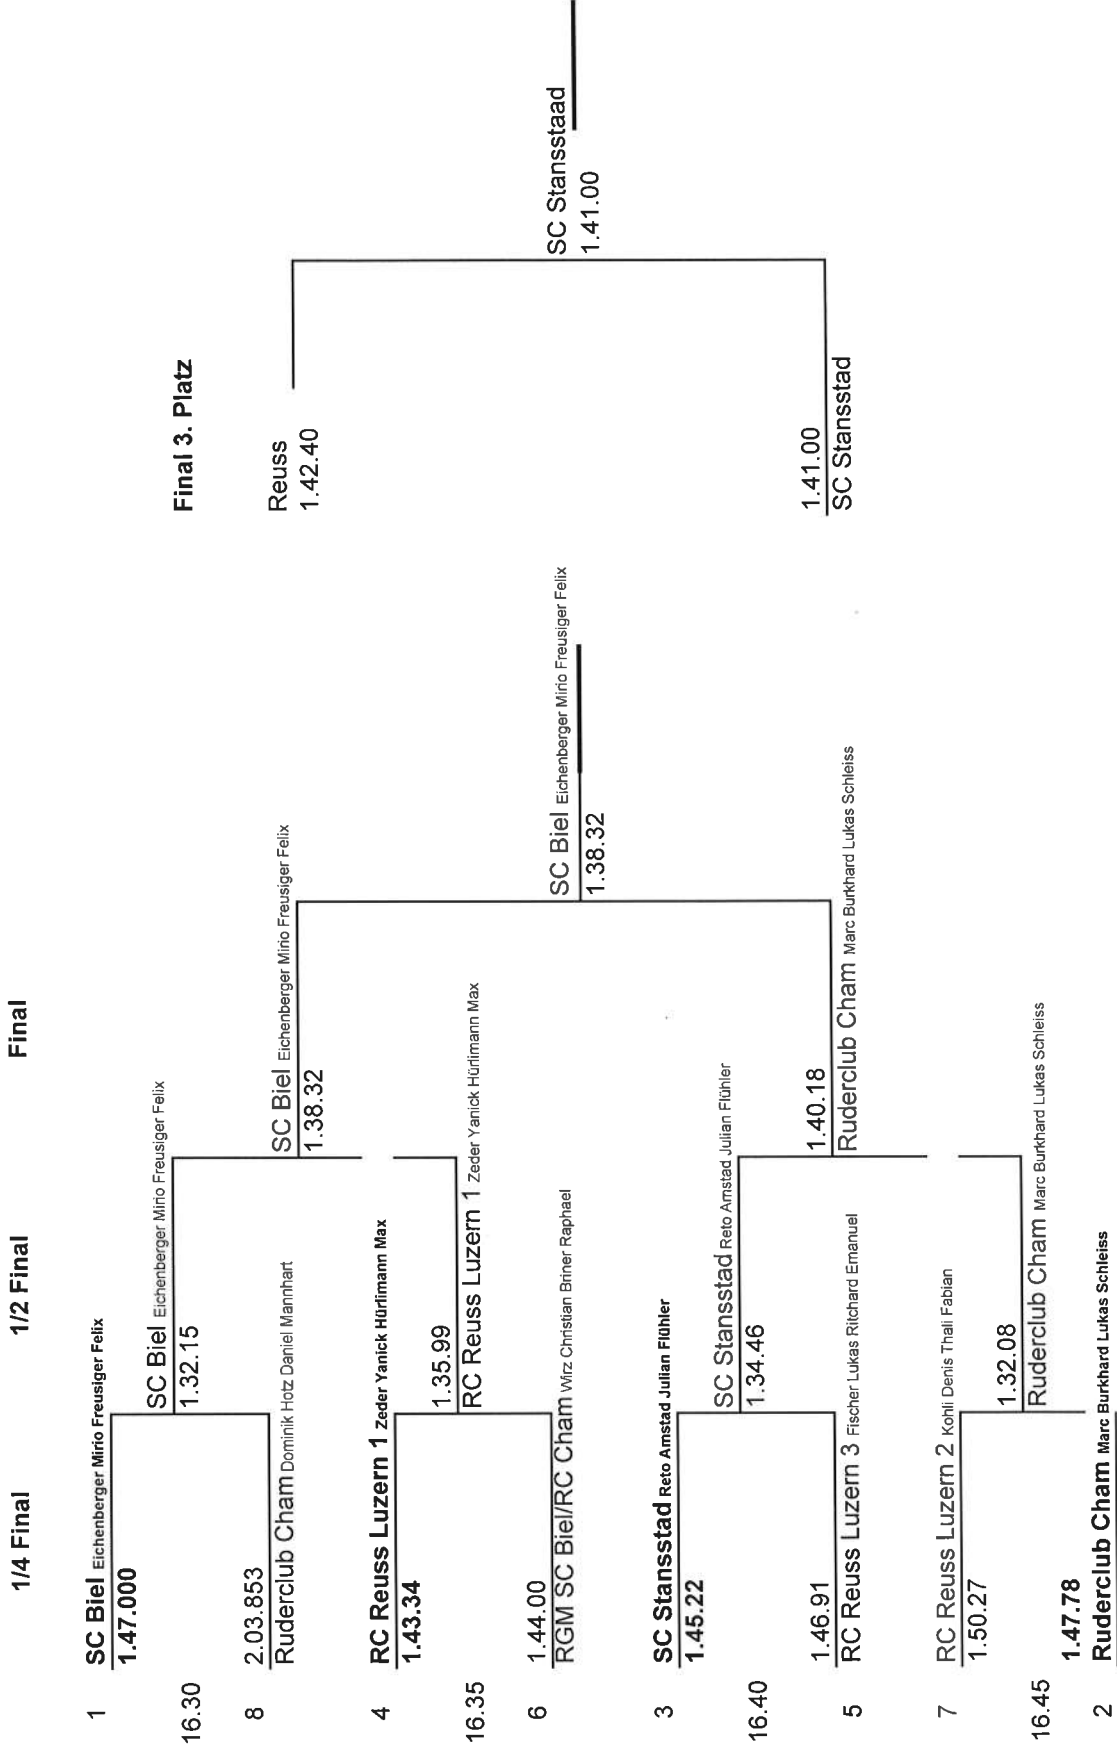 1/4 Final
1/2 Final
Final
1
SC Biel Eichenberger Mirio Freusiger Felix
1.47.000
16.30
2.03.853
8
Ruderclub Cham Dominik Hotz Daniel Mannhart
SC Biel Eichenberger Mirio Freusiger Felix
1.32.15
4
RC Reuss Luzern 1 Zeder Yanick Hürlimann Max
1.43.34
16.35
1.44.00
6
RGM SC Biel/RC Cham Wirz Christian Briner Raphael
1.35.99
RC Reuss Luzern 1 Zeder Yanick Hürlimann Max
SC Biel Eichenberger Mirio Freusiger Felix
1.38.32
3
SC Stansstad Reto Amstad Julian Flühler
1.45.22
16.40
1.46.91
5
RC Reuss Luzern 3 Fischer Lukas Ritchard Emanuel
SC Stansstad Reto Amstad Julian Flühler
1.34.46
7
RC Reuss Luzern 2 Kohli Denis Thali Fabian
1.50.27
16.45
1.47.78
2
Ruderclub Cham Marc Burkhard Lukas Schleiss
1.32.08
Ruderclub Cham Marc Burkhard Lukas Schleiss
1.40.18
Ruderclub Cham Marc Burkhard Lukas Schleiss
SC Biel Eichenberger Mirio Freusiger Felix
1.38.32
Final 3. Platz
Reuss
1.42.40
1.41.00
SC Stansstad
SC Stansstaad
1.41.00